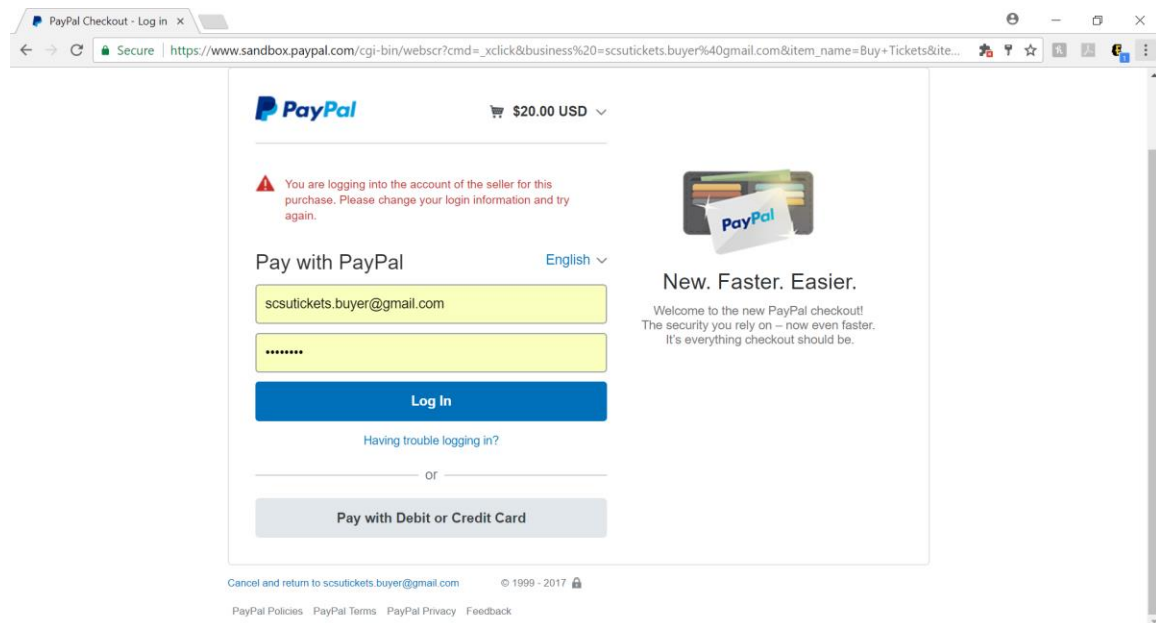 PayPal Checkout - Log in
Secure https://www.sandbox.paypal.com/cgi-bin/webscr?cmd=_xclick&business%20=scsutickets.buyer%40gmail.com&item_name=Buy+Tickets&ite...
PayPal $20.00 USD
You are logging into the account of the seller for this
purchase. Please change your login information and try
again.
Pay with PayPal English
scsutickets.buyer@gmail.com
••••••••
Log In
Having trouble logging in?
or
Pay with Debit or Credit Card
PayPal
New. Faster. Easier.
Welcome to the new PayPal checkout!
The security you rely on – now even faster.
It's everything checkout should be.
Cancel and return to scsutickets.buyer@gmail.com © 1999 - 2017
PayPal Policies PayPal Terms PayPal Privacy Feedback